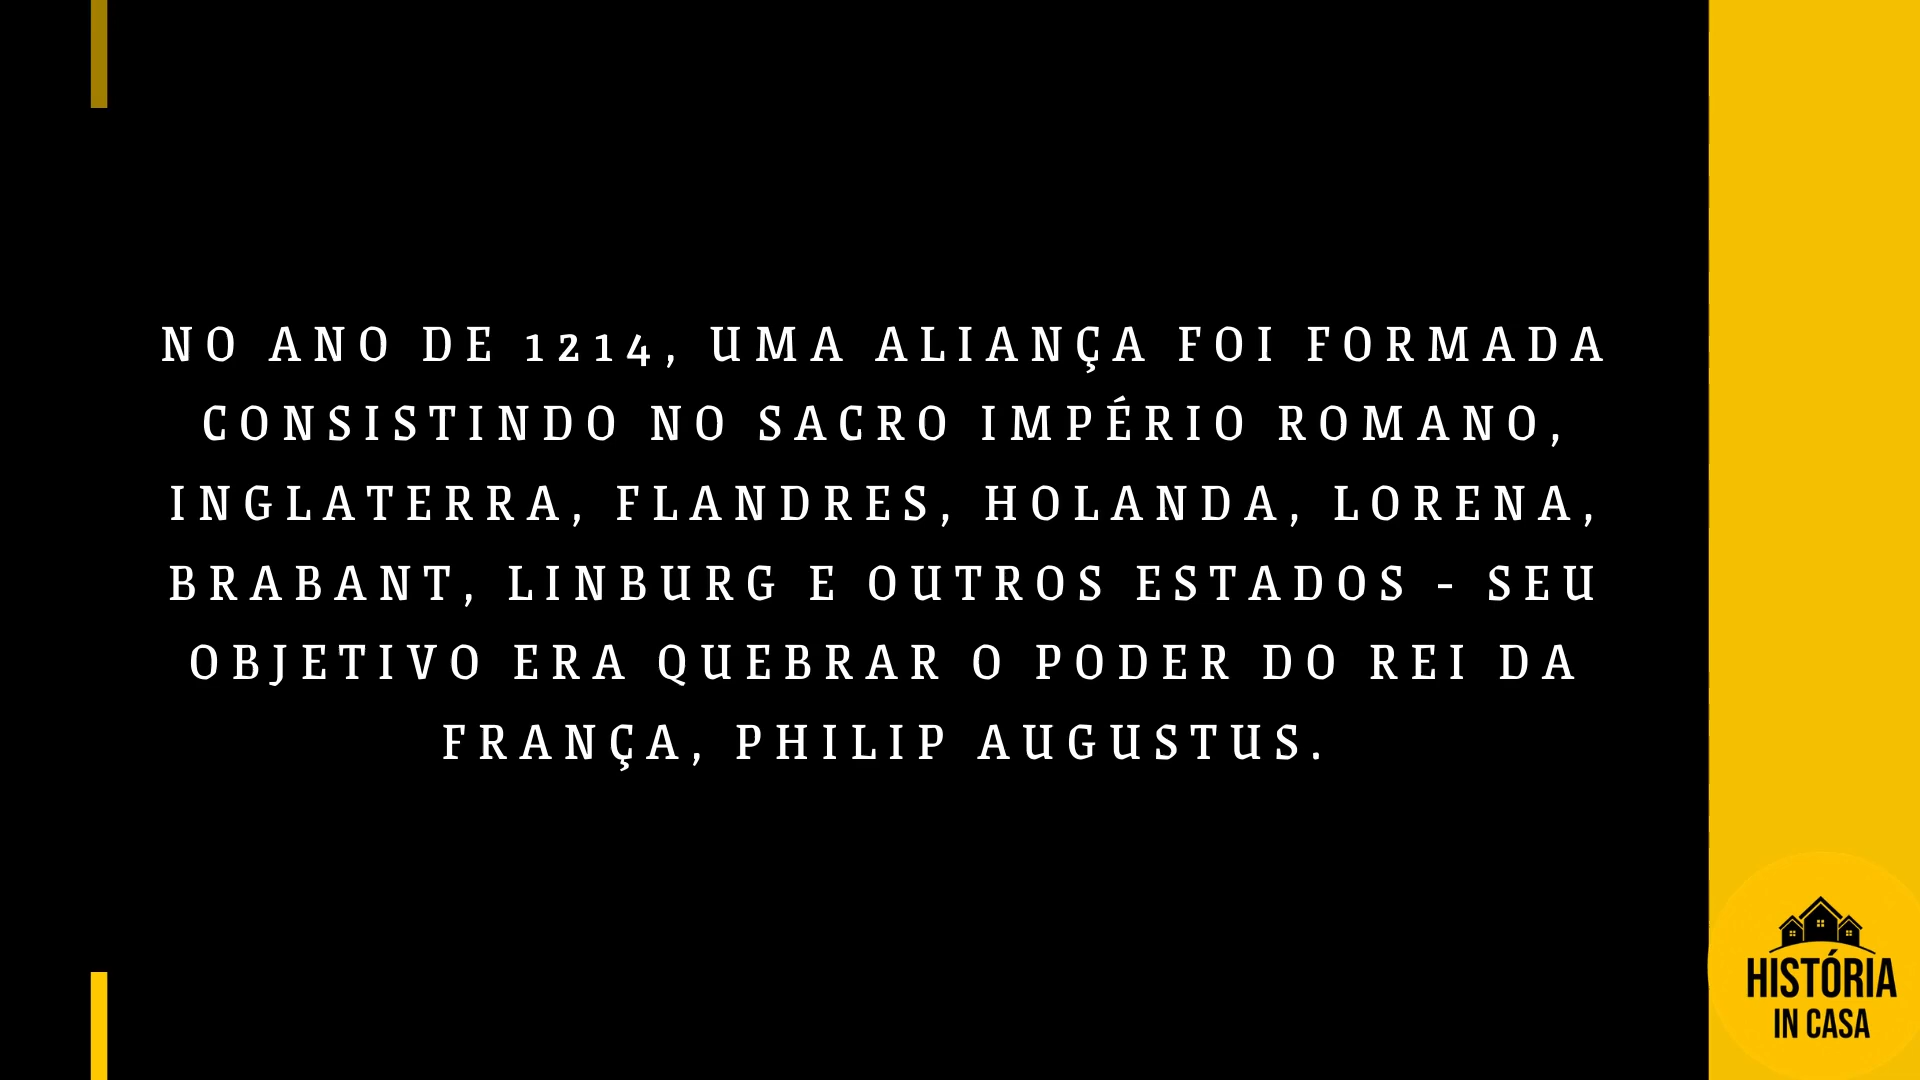 NO ANO DE 1214, UMA ALIANÇA FOI FORMADA
CONSISTINDO NO SACRO IMPÉRIO ROMANO,
INGLATERRA, FLANDRES, HOLANDA, LORENA,
BRABANT, LINBURG E OUTROS ESTADOS - SEU
OBJETIVO ERA QUEBRAR O PODER DO REI DA
FRANÇA, PHILIP AUGUSTUS.
HISTÓRIA
IN CASA